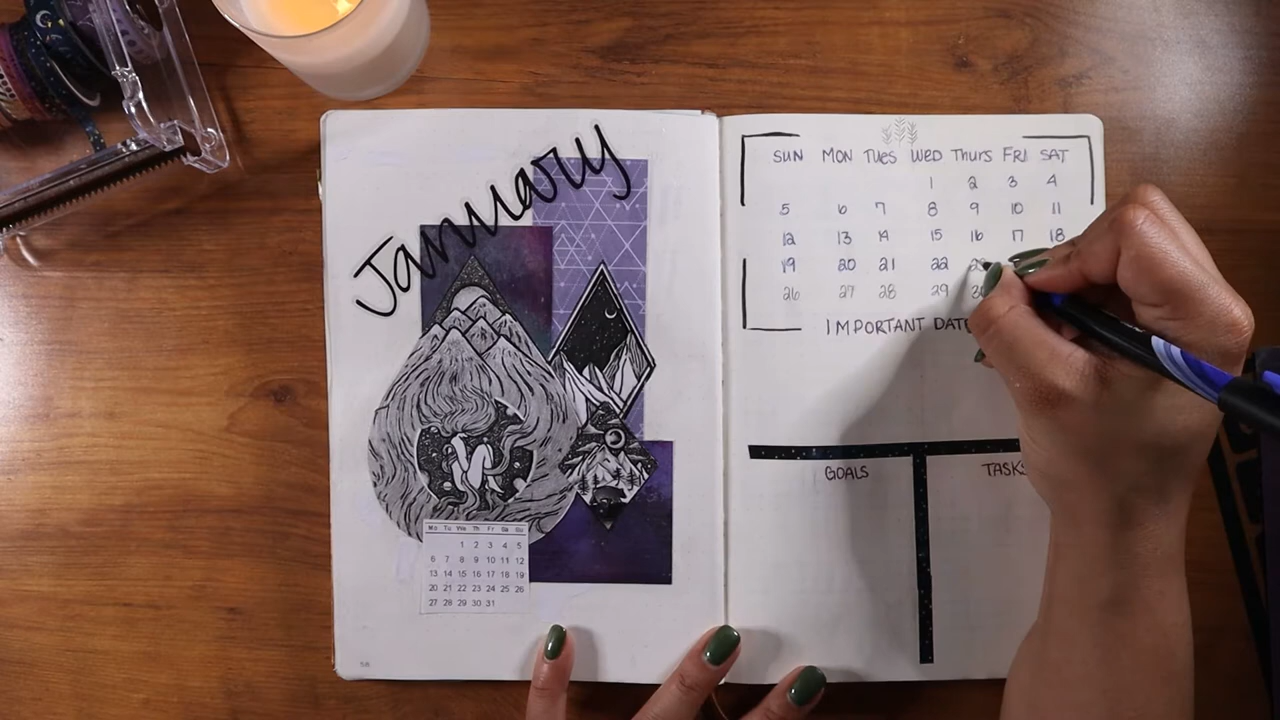 January
Mo Tu We Th Fr Sa Su
1 2 3 4 5
6 7 8 9 10 11 12
13 14 15 16 17 18 19
20 21 22 23 24 25 26
27 28 29 30 31
SUN MON TUES WED THURS FRI SAT
1 2 3 4
5 6 7 8 9 10 11
12 13 14 15 16 17 18
19 20 21 22
26 27 28 29
IMPORTANT
GOALS TASKS